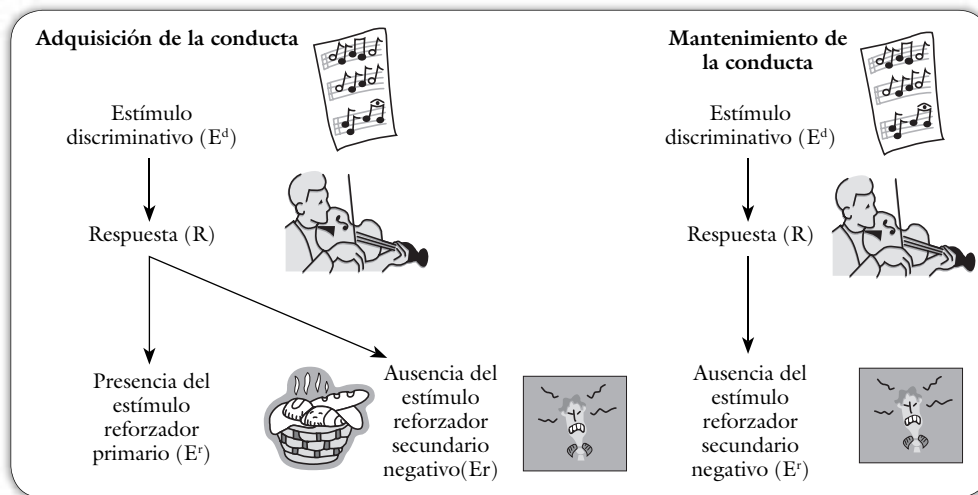 Adquisición de la conducta
Estímulo
discriminativo (Eᵈ)
Respuesta (R)
Presencia del
estímulo
reforzador
primario (Eʳ)
Ausencia del
estímulo
reforzador
secundario
negativo(Er)
Mantenimiento de
la conducta
Estímulo
discriminativo (Eᵈ)
Respuesta (R)
Ausencia del
estímulo
reforzador
secundario
negativo (Eʳ)